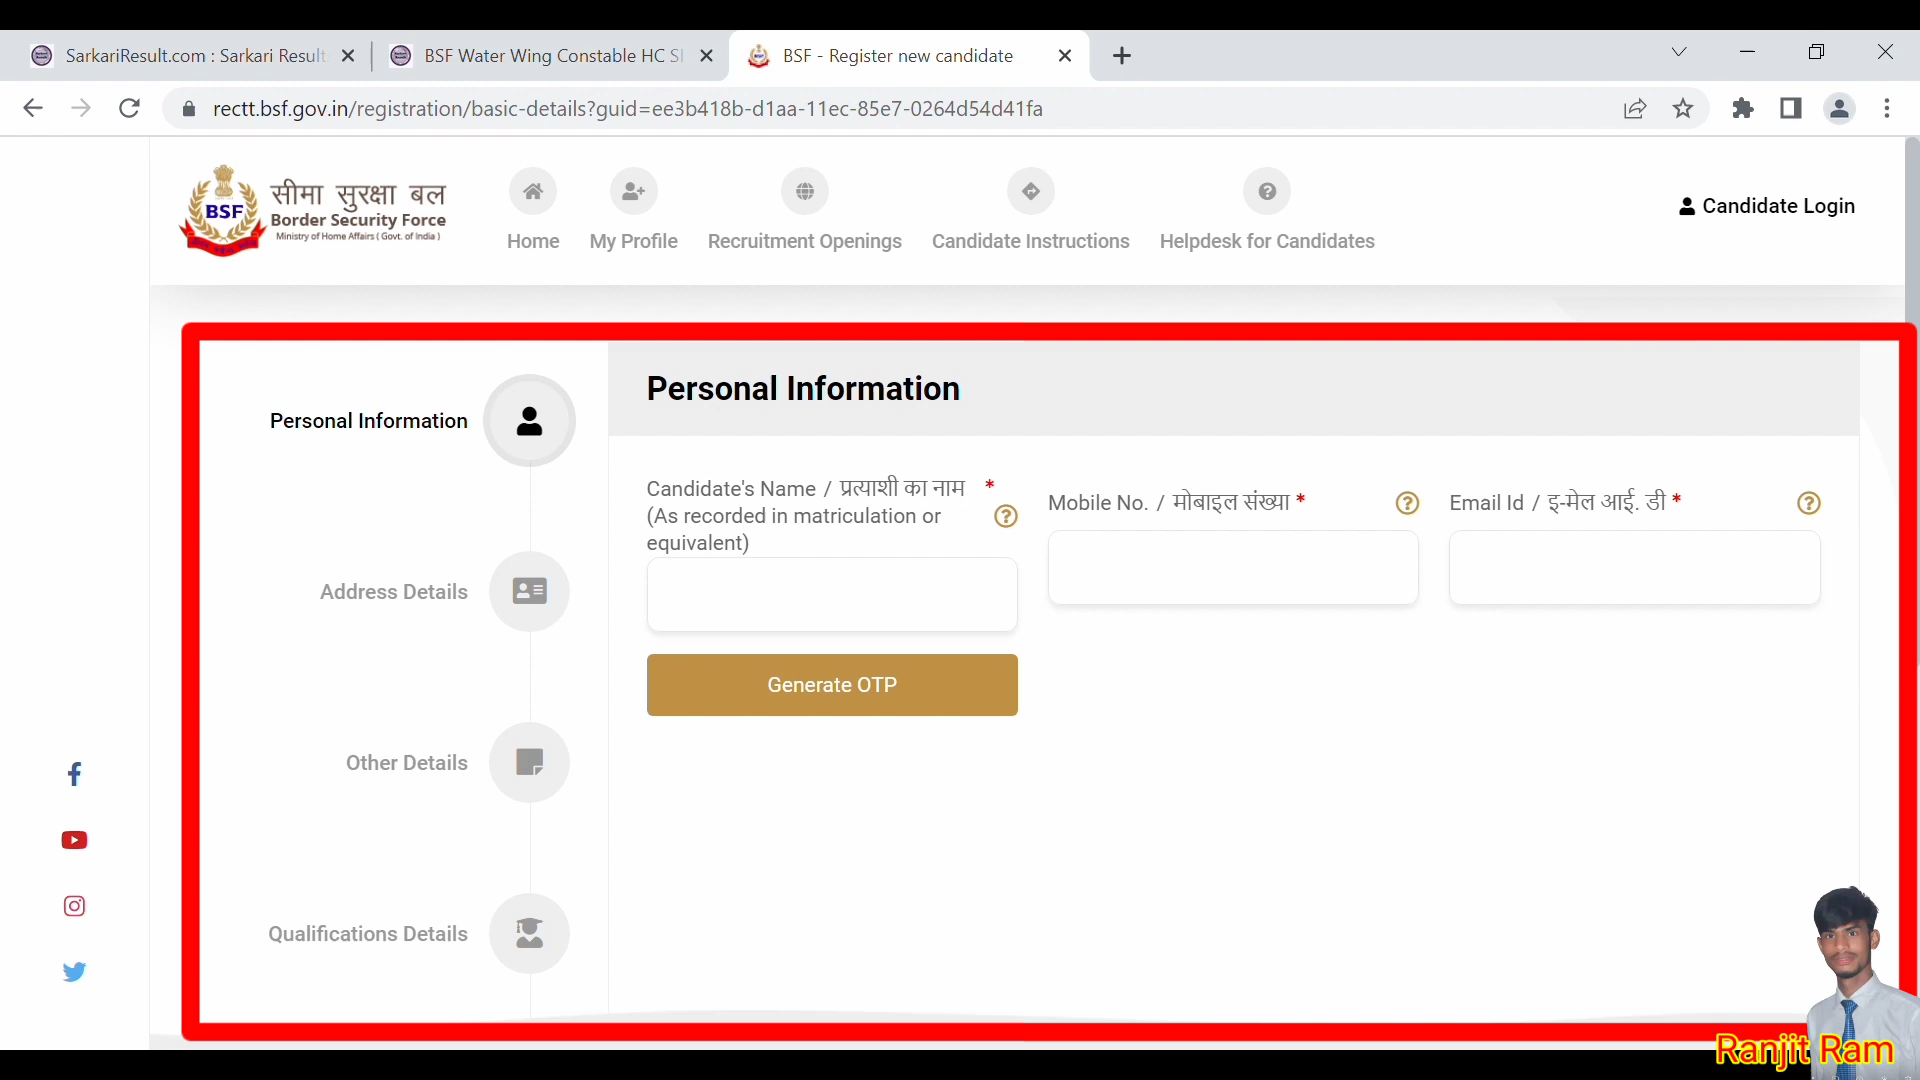 SarkariResult.com : Sarkari Result
BSF Water Wing Constable HC S
BSF - Register new candidate
rectt.bsf.gov.in/registration/basic-details?guid=ee3b418b-d1aa-11ec-85e7-0264d54d41fa
BSF
सीमा सुरक्षा बल
Border Security Force
Ministry of Home Affairs ( Govt. of India )
Home
My Profile
Recruitment Openings
Candidate Instructions
Helpdesk for Candidates
Candidate Login
Personal Information
Address Details
Other Details
Qualifications Details
Personal Information
Candidate's Name / प्रत्याशी का नाम *
(As recorded in matriculation or
equivalent)
Mobile No. / मोबाइल संख्या *
Email Id / इ-मेल आई. डी *
Generate OTP
Ranjit Ram